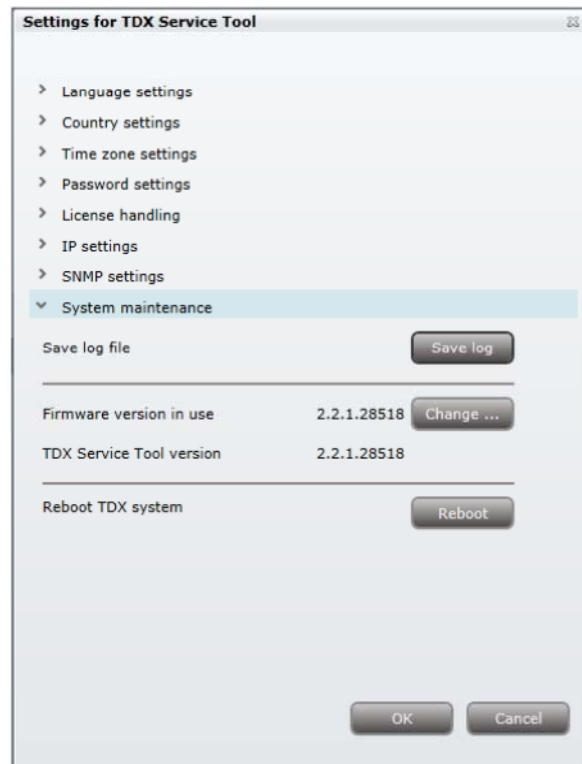 Settings for TDX Service Tool
Language settings
Country settings
Time zone settings
Password settings
License handling
IP settings
SNMP settings
System maintenance
Save log file Save log
Firmware version in use 2.2.1.28518 Change ...
TDX Service Tool version 2.2.1.28518
Reboot TDX system Reboot
OK Cancel